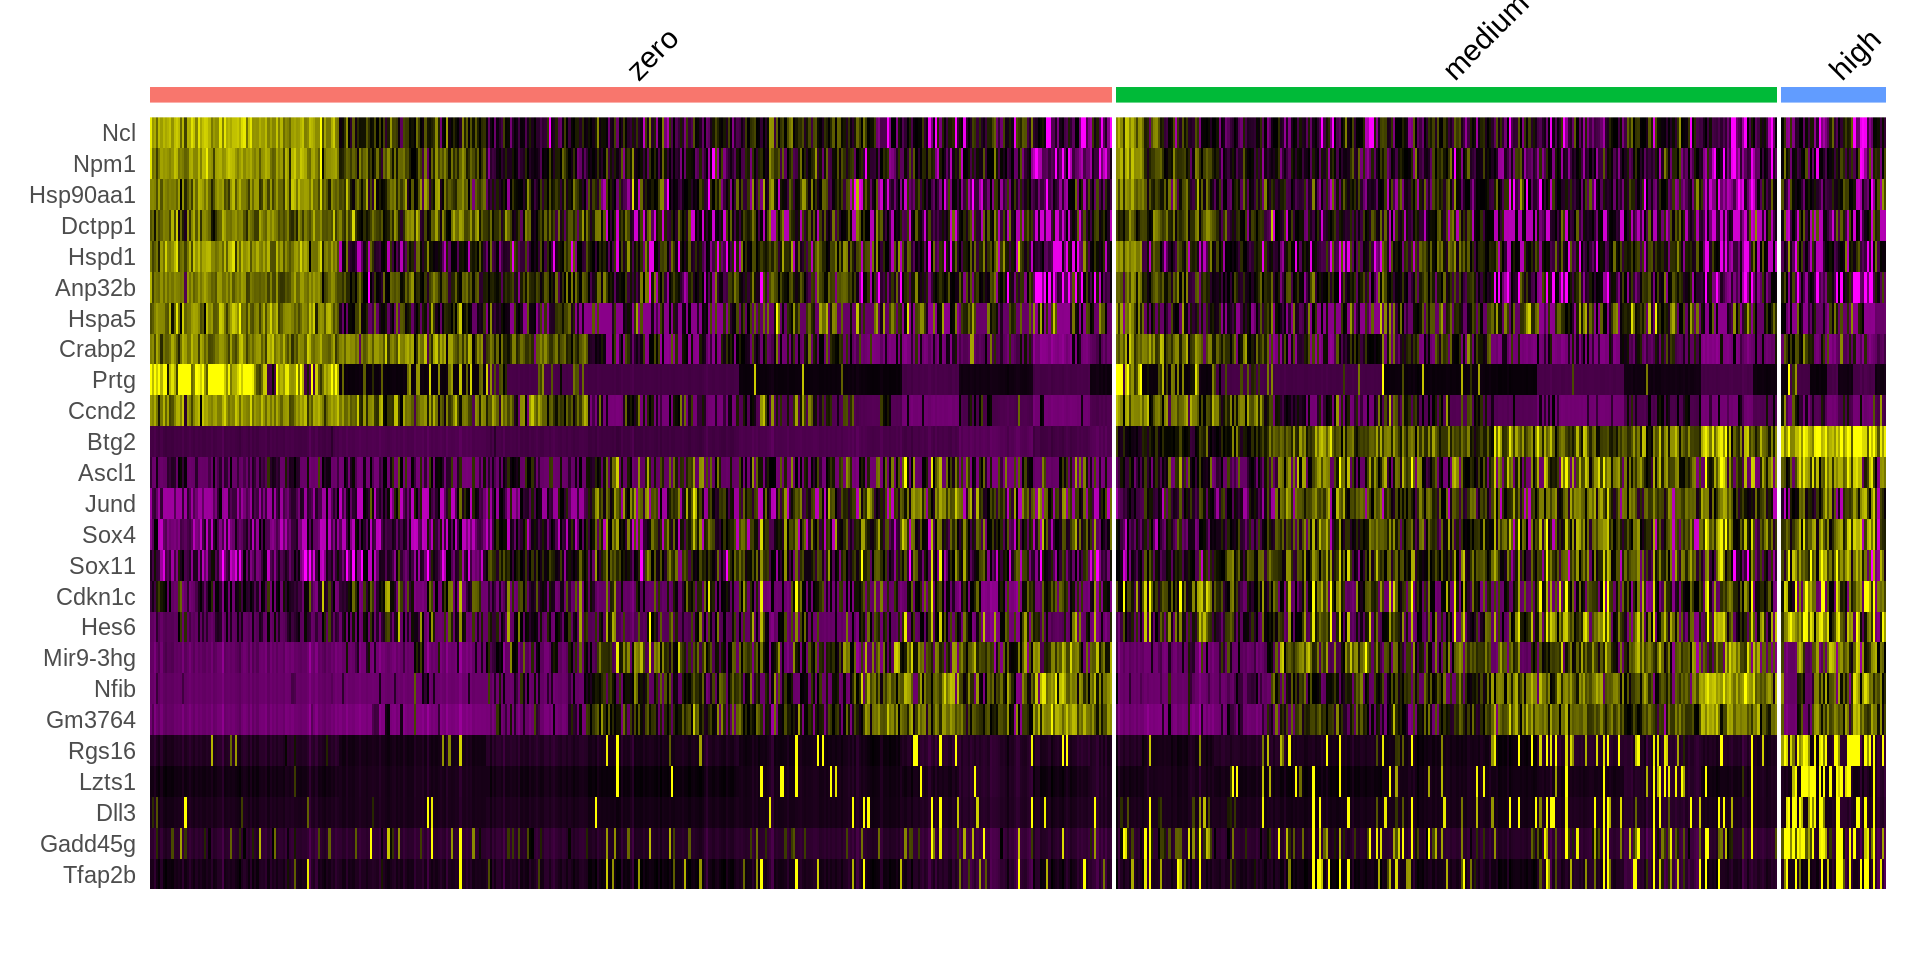 zero
medium
high
Ncl
Npm1
Hsp90aa1
Dctpp1
Hspd1
Anp32b
Hspa5
Crabp2
Prtg
Ccnd2
Btg2
Ascl1
Jund
Sox4
Sox11
Cdkn1c
Hes6
Mir9-3hg
Nfib
Gm3764
Rgs16
Lzts1
Dll3
Gadd45g
Tfap2b